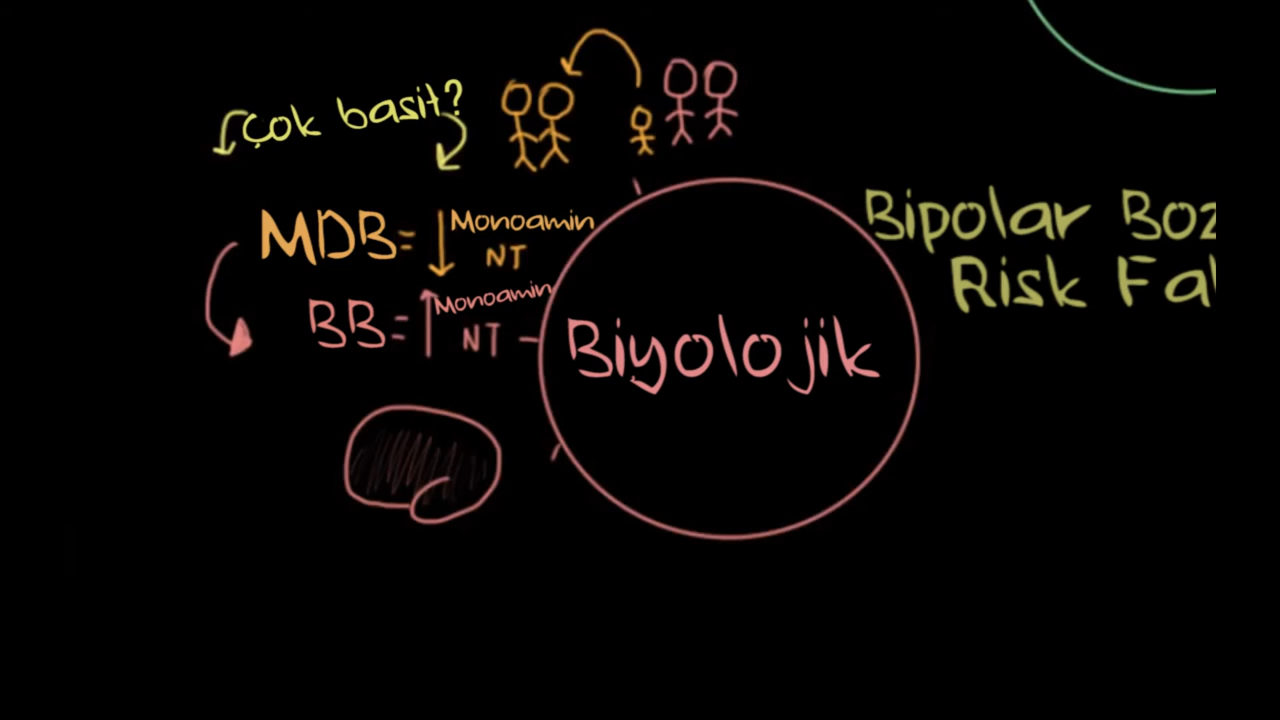 Çok basit?
MDB= ↓ Monoamin
NT
BB= ↑ Monoamin
NT
Biyolojik
Bipolar Boz
Risk Fa